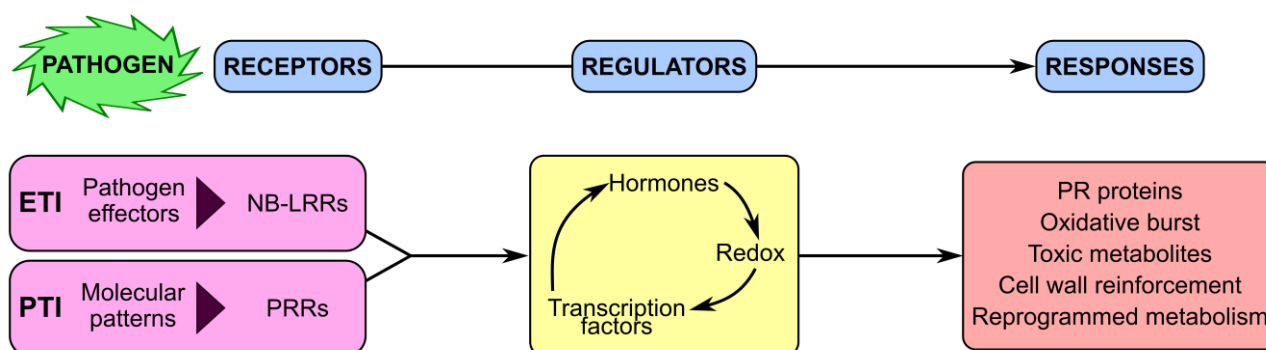 PATHOGEN
RECEPTORS
REGULATORS
RESPONSES
ETI
Pathogen
effectors
NB-LRRs
PTI
Molecular
patterns
PRRs
Hormones
Redox
Transcription
factors
PR proteins
Oxidative burst
Toxic metabolites
Cell wall reinforcement
Reprogrammed metabolism